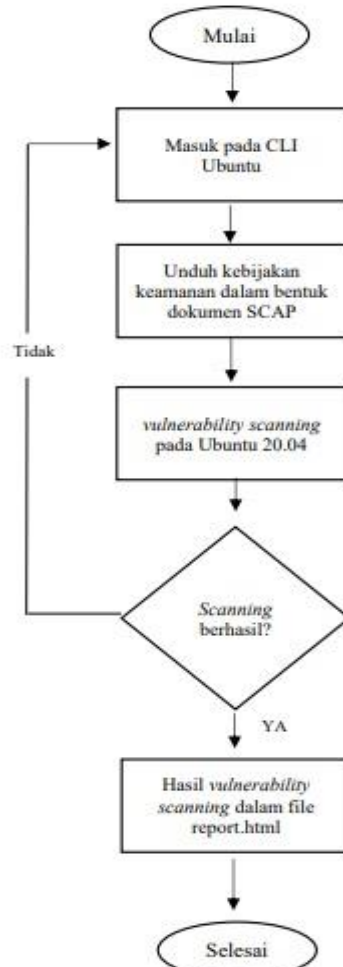 Mulai
Masuk pada CLI
Ubuntu
Unduh kebijakan
keamanan dalam bentuk
dokumen SCAP
Tidak
vulnerability scanning
pada Ubuntu 20.04
Scanning
berhasil?
YA
Hasil vulnerability
scanning dalam file
report.html
Selesai